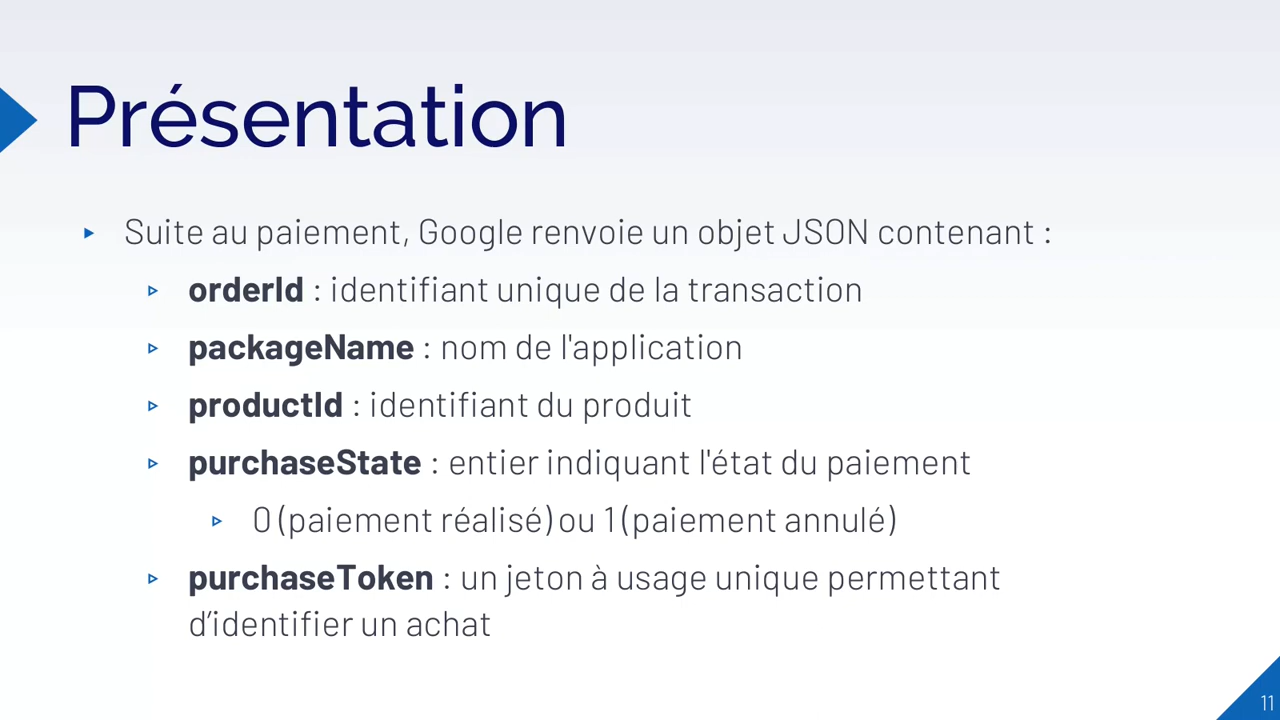 Présentation
Suite au paiement, Google renvoie un objet JSON contenant :
orderId : identifiant unique de la transaction
packageName : nom de l'application
productId : identifiant du produit
purchaseState : entier indiquant l'état du paiement
0 (paiement réalisé) ou 1 (paiement annulé)
purchaseToken : un jeton à usage unique permettant
d’identifier un achat
11